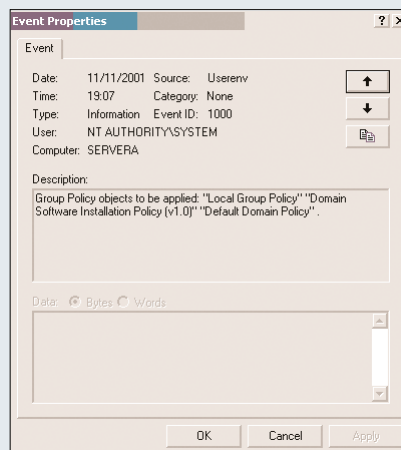 Event Properties
? ×
Event
Date: 11/11/2001 Source: Userenv
Time: 19:07 Category: None
Type: Information Event ID: 1000
User: NT AUTHORITY\SYSTEM
Computer: SERVERA
Description:
Group Policy objects to be applied: "Local Group Policy" "Domain
Software Installation Policy (v1.0)" "Default Domain Policy" .
Data: Bytes Words
OK Cancel Apply